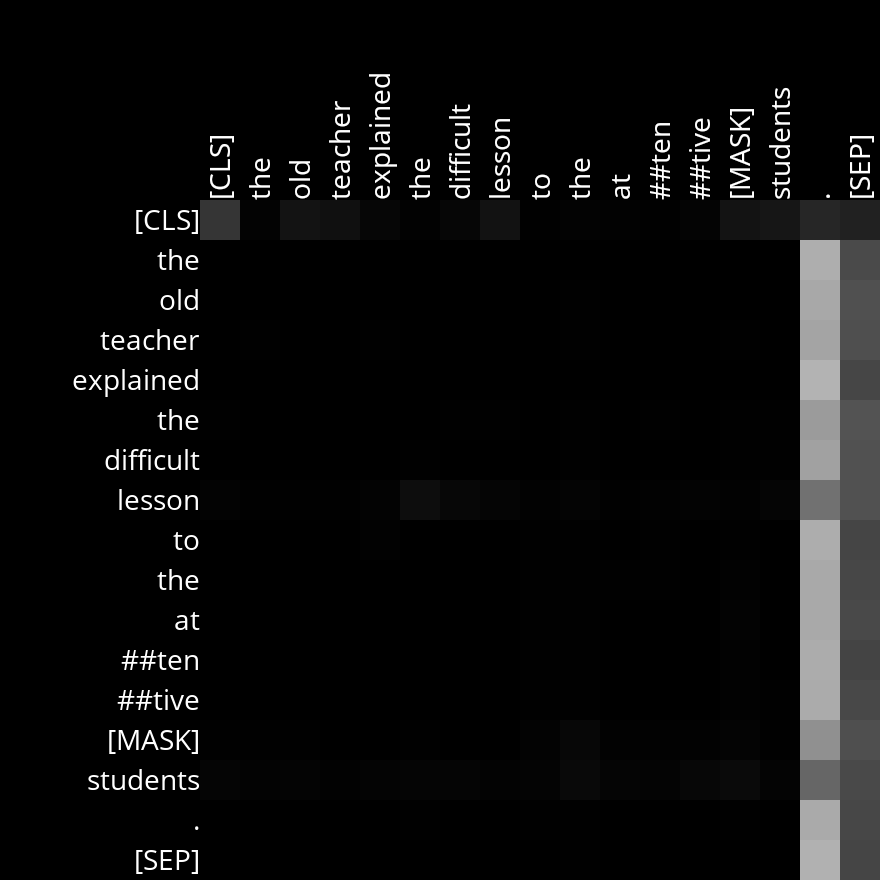 [CLS] the old teacher explained the difficult lesson to the at ##ten ##tive [MASK] students . [SEP]
[CLS]
the
old
teacher
explained
the
difficult
lesson
to
the
at
##ten
##tive
[MASK]
students
.
[SEP]